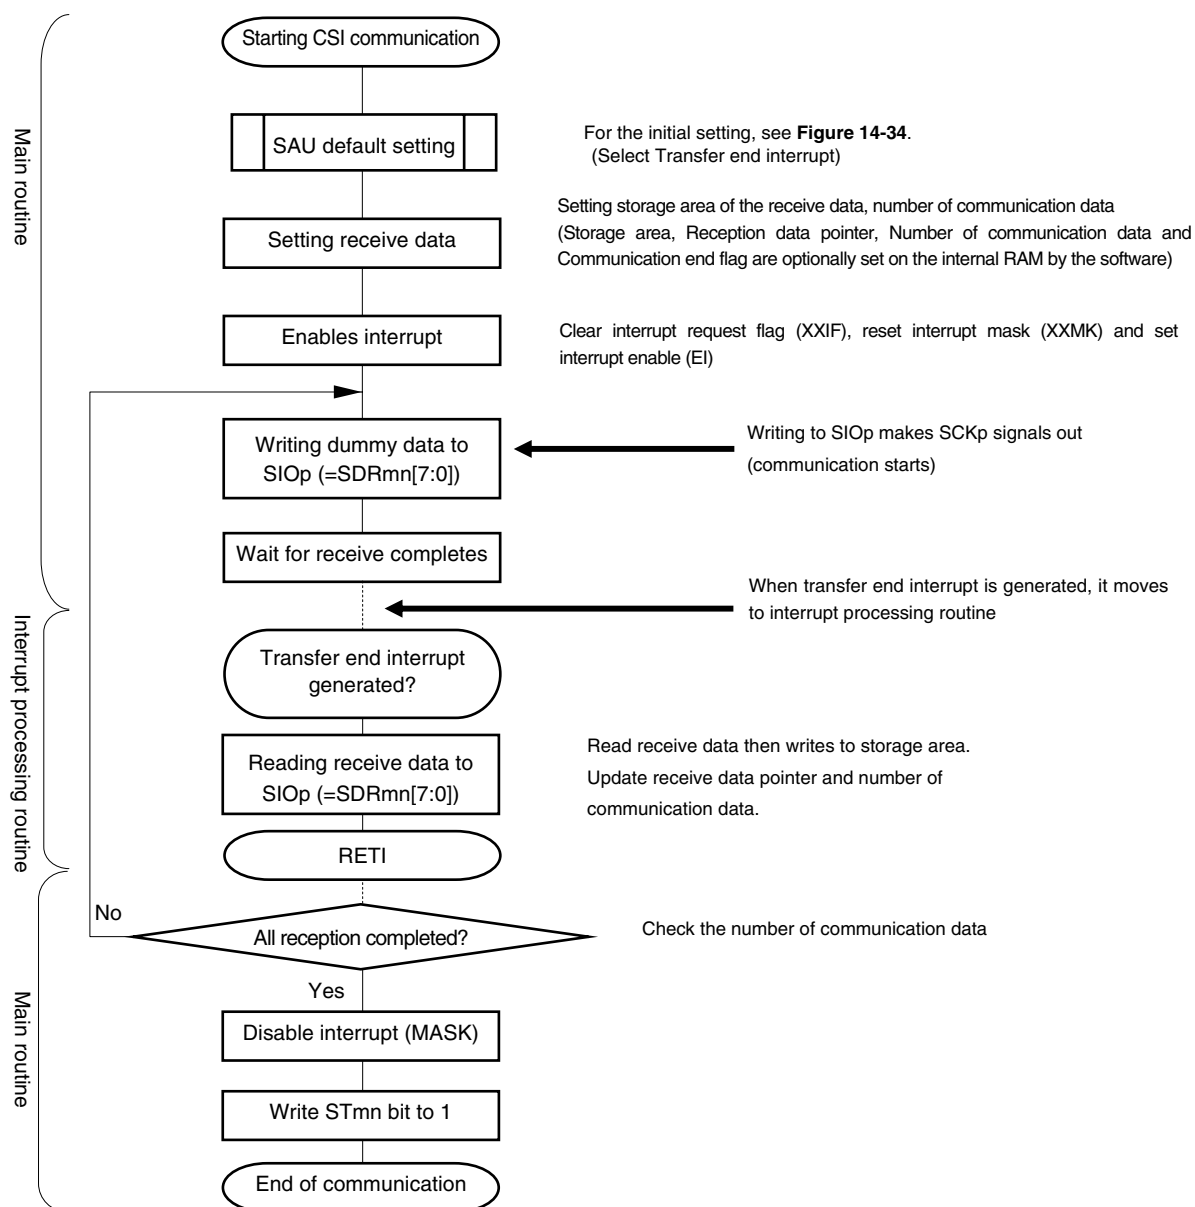 Starting CSI communication
Main routine
SAU default setting
For the initial setting, see Figure 14-34.
(Select Transfer end interrupt)
Setting receive data
Setting storage area of the receive data, number of communication data
(Storage area, Reception data pointer, Number of communication data and
Communication end flag are optionally set on the internal RAM by the software)
Enables interrupt
Clear interrupt request flag (XXIF), reset interrupt mask (XXMK) and set
interrupt enable (EI)
Writing dummy data to
SIOp (=SDRmn[7:0])
Writing to SIOp makes SCKp signals out
(communication starts)
Wait for receive completes
When transfer end interrupt is generated, it moves
to interrupt processing routine
Interrupt processing routine
Transfer end interrupt
generated?
Reading receive data to
SIOp (=SDRmn[7:0])
Read receive data then writes to storage area.
Update receive data pointer and number of
communication data.
RETI
No
All reception completed?
Check the number of communication data
Yes
Main routine
Disable interrupt (MASK)
Write STmn bit to 1
End of communication